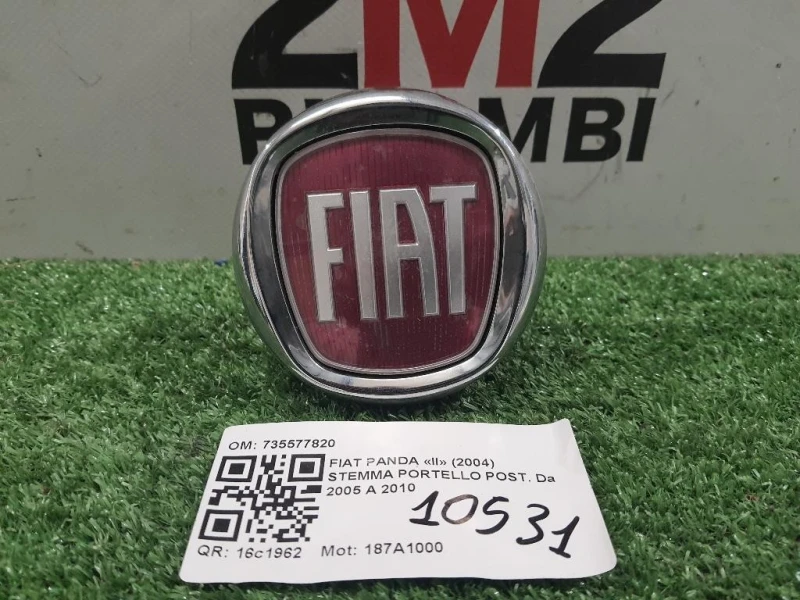 2M2
RICAMBI
FIAT
OM: 735577820
FIAT PANDA «II» (2004)
STEMMA PORTELLO POST. Da
2005 A 2010
10531
QR: 16c1962 Mot: 187A1000